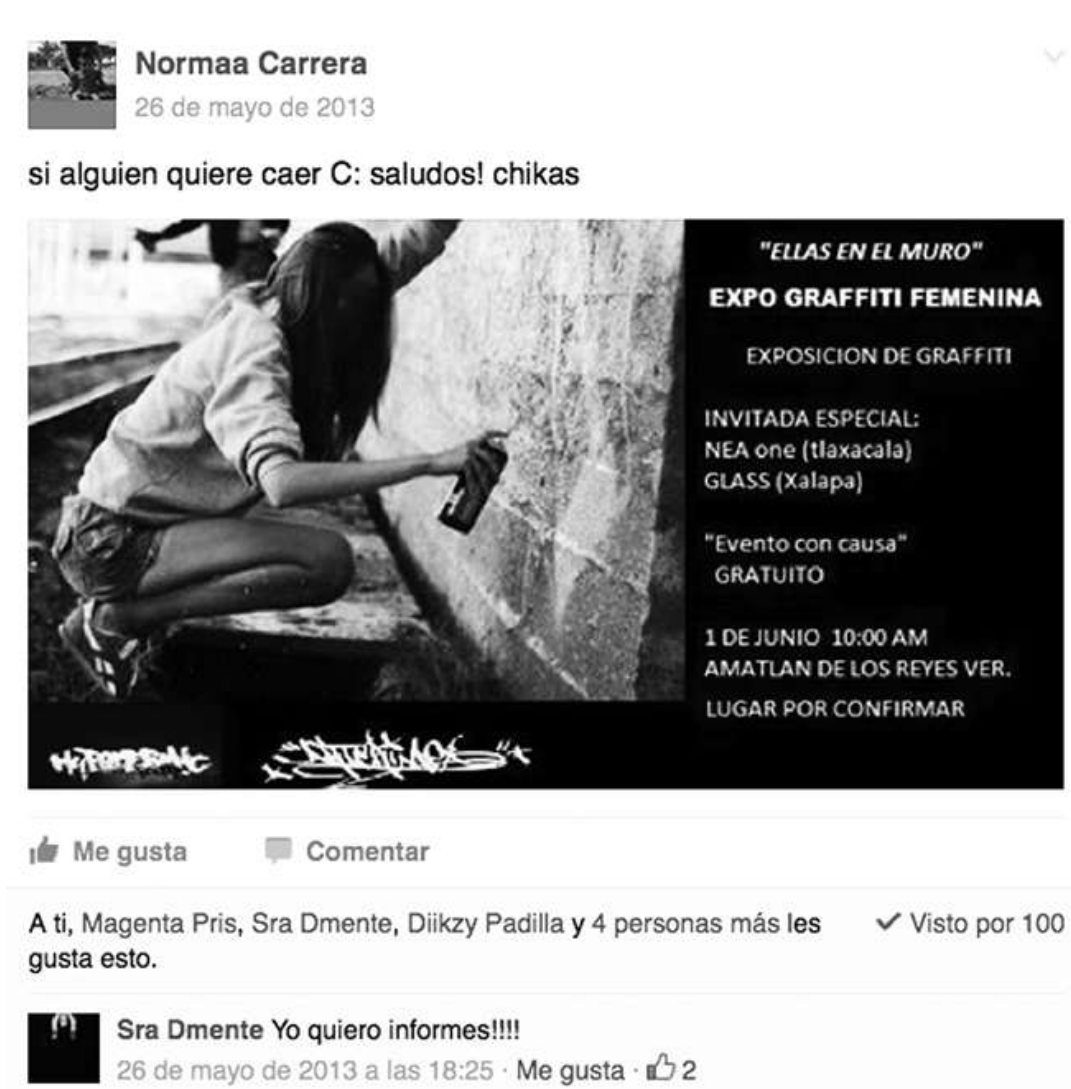 Normaa Carrera
26 de mayo de 2013
si alguien quiere caer C: saludos! chikas
"ELLAS EN EL MURO"
EXPO GRAFFITI FEMENINA
EXPOSICION DE GRAFFITI
INVITADA ESPECIAL:
NEA one (tlaxacala)
GLASS (Xalapa)
"Evento con causa"
GRATUITO
1 DE JUNIO 10:00 AM
AMATLAN DE LOS REYES VER.
LUGAR POR CONFIRMAR
Me gusta
Comentar
A ti, Magenta Pris, Sra Dmente, Diikzy Padilla y 4 personas más les
gusta esto.
✓ Visto por 100
Sra Dmente Yo quiero informes!!!!
26 de mayo de 2013 a las 18:25 · Me gusta · 2